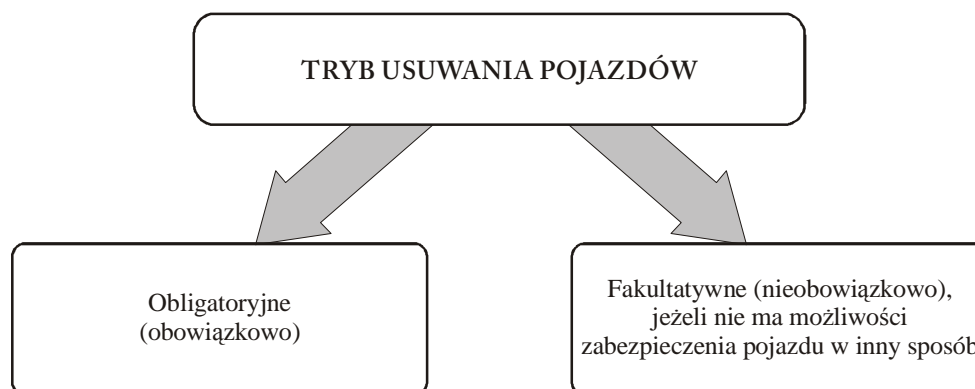 TRYB USUWANIA POJAZDÓW
Obligatoryjne
(obowiązkowo)
Fakultatywne (nieobowiązkowo),
jeżeli nie ma możliwości
zabezpieczenia pojazdu w inny sposób